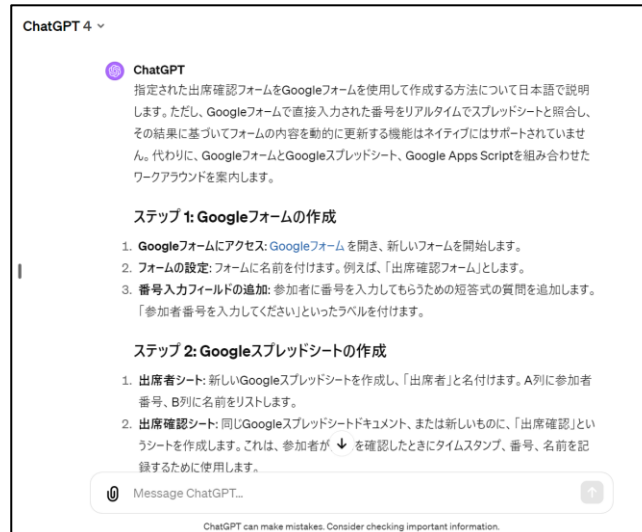 ChatGPT 4
ChatGPT
指定された出席確認フォームをGoogleフォームを使用して作成する方法について日本語で説明
します。ただし、Googleフォームで直接入力された番号をリアルタイムでスプレッドシートと照合し、
その結果に基づいてフォームの内容を動的に更新する機能はネイティブにはサポートされていませ
ん。代わりに、GoogleフォームとGoogleスプレッドシート、Google Apps Scriptを組み合わせた
ワークアラウンドを案内します。
ステップ 1: Googleフォームの作成
1. Googleフォームにアクセス: Googleフォーム を開き、新しいフォームを開始します。
2. フォームの設定: フォームに名前を付けます。例えば、「出席確認フォーム」とします。
3. 番号入力フィールドの追加: 参加者に番号を入力してもらうための短答式の質問を追加します。
「参加者番号を入力してください」といったラベルを付けます。
ステップ 2: Googleスプレッドシートの作成
1. 出席者シート: 新しいGoogleスプレッドシートを作成し、「出席者」と名付けます。A列に参加者
番号、B列に名前をリストします。
2. 出席確認シート: 同じGoogleスプレッドシートドキュメント、または新しいものに、「出席確認」とい
うシートを作成します。これは、参加者が を確認したときにタイムスタンプ、番号、名前を記
録するために使用します。
Message ChatGPT...
ChatGPT can make mistakes. Consider checking important information.